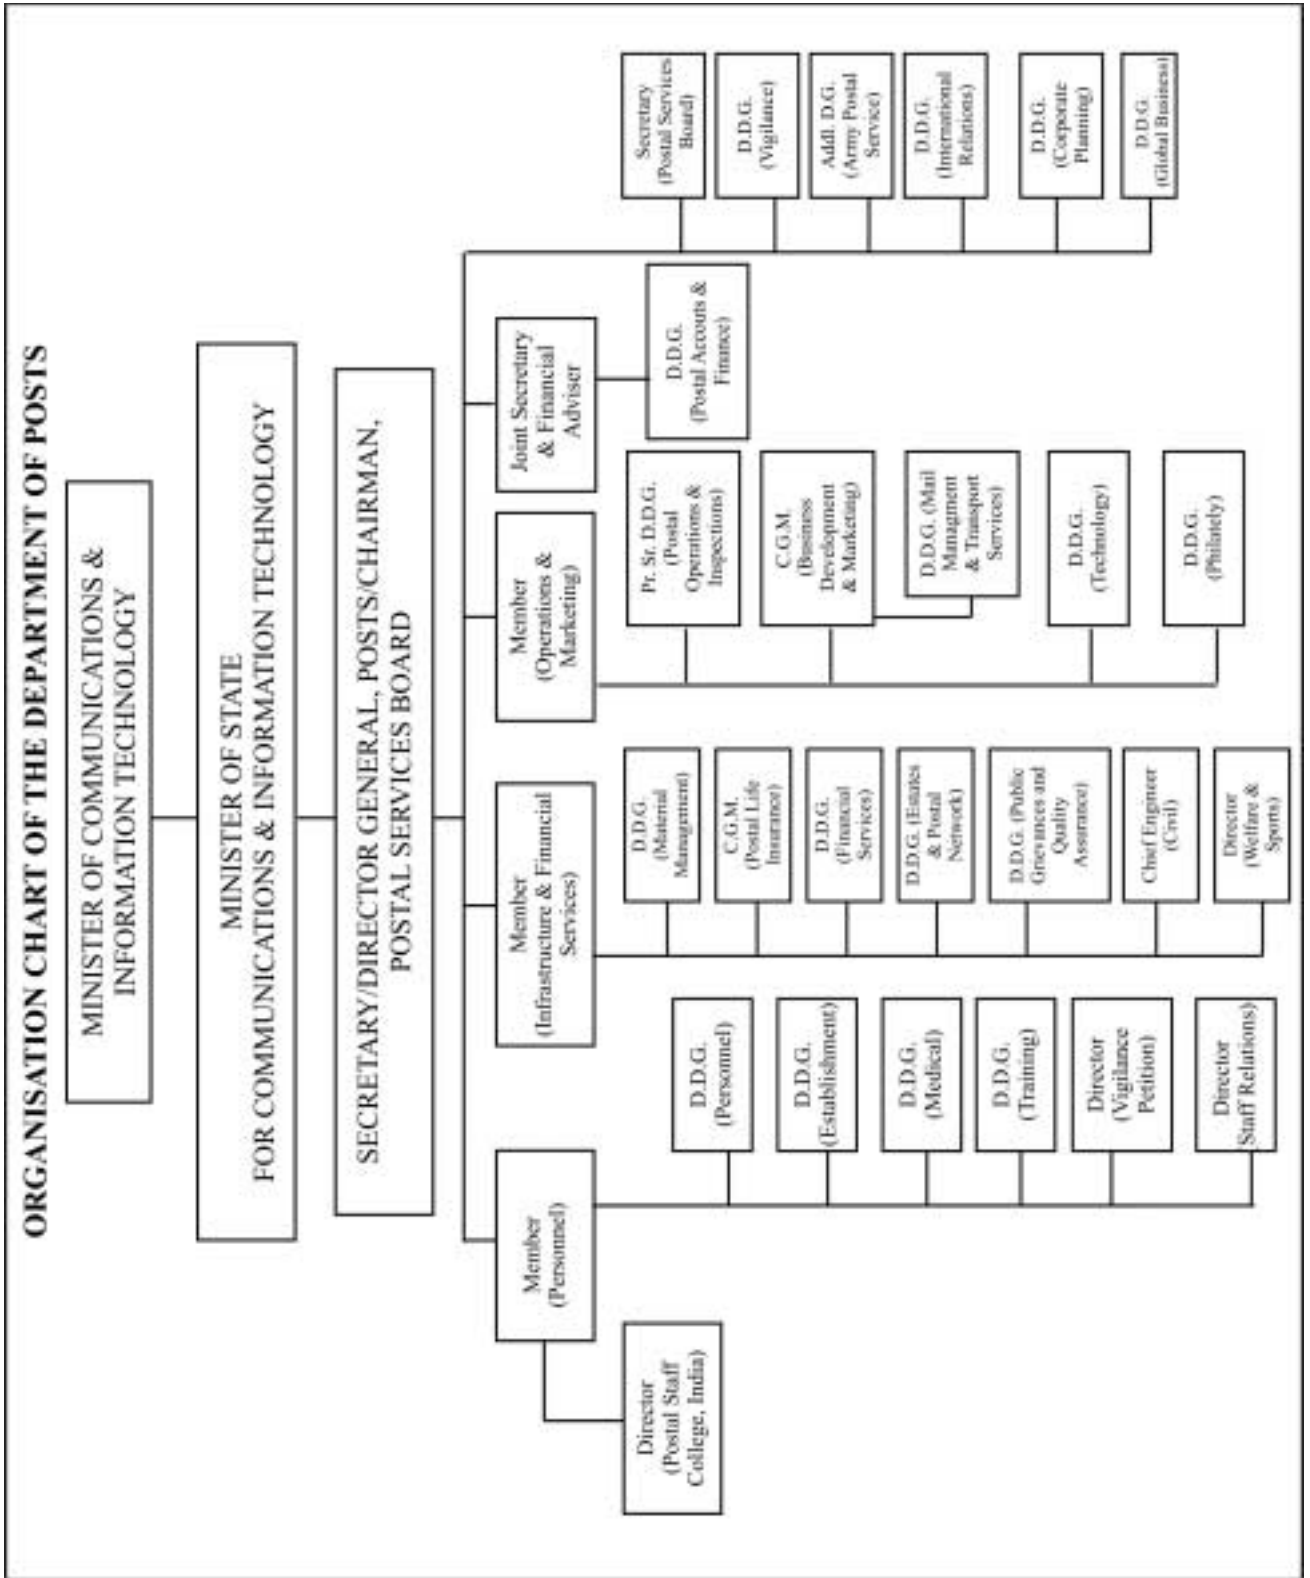 ORGANISATION CHART OF THE DEPARTMENT OF POSTS
MINISTER OF COMMUNICATIONS &
INFORMATION TECHNOLOGY
MINISTER OF STATE
FOR COMMUNICATIONS & INFORMATION TECHNOLOGY
SECRETARY/DIRECTOR GENERAL, POSTS/CHAIRMAN,
POSTAL SERVICES BOARD
Member
(Personnel)
Member
(Infrastructure & Financial
Services)
Member
(Operations &
Marketing)
Joint Secretary
& Financial
Adviser
Director
(Postal Staff
College, India)
D.D.G.
(Personnel)
D.D.G.
(Establishment)
D.D.G.
(Medical)
D.D.G.
(Training)
Director
(Vigilance
Petition)
Director
(Staff Relations)
D.D.G.
(Material
Management)
C.G.M.
(Postal Life
Insurance)
D.D.G.
(Financial
Services)
D.D.G. (Estates
& Postal
Network)
D.D.G. (Public
Grievances and
Quality
Assurance)
Chief Engineer
(Civil)
Director
(Welfare &
Sports)
Pr. Sr. D.D.G.
(Postal
Operations &
Inspections)
C.G.M.
(Business
Development
& Marketing)
D.D.G. (Mail
Managment
& Transport
Services)
D.D.G.
(Technology)
D.D.G.
(Philately)
D.D.G.
(Postal Accouts &
Finance)
Secretary
(Postal Services
Board)
D.D.G.
(Vigilance)
Addl. D.G.
(Army Postal
Service)
D.D.G.
(International
Relations)
D.D.G.
(Corporate
Planning)
D.D.G.
(Global Business)